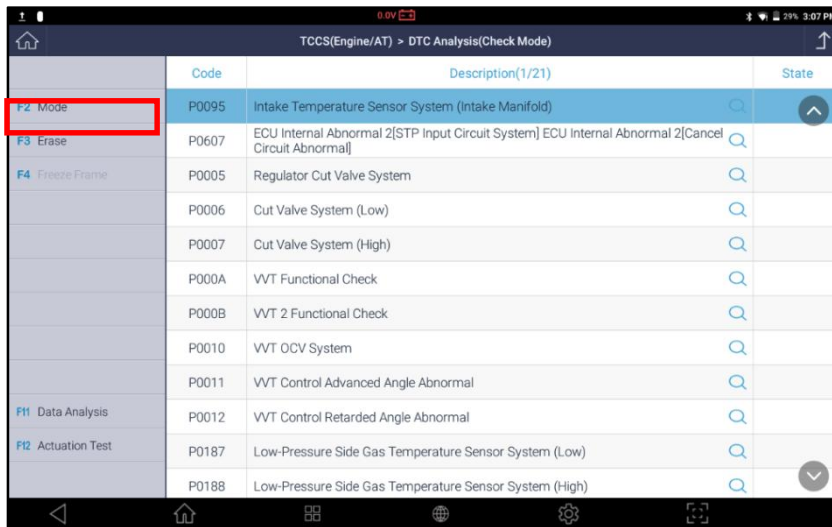 0.0V
29% 3:07 PM
TCCS(Engine/AT) > DTC Analysis(Check Mode)
Code Description(1/21) State
F2 Mode
F3 Erase
F4 Freeze Frame
F11 Data Analysis
F12 Actuation Test
P0095 Intake Temperature Sensor System (Intake Manifold)
P0607 ECU Internal Abnormal 2[STP Input Circuit System] ECU Internal Abnormal 2[Cancel
Circuit Abnormal]
P0005 Regulator Cut Valve System
P0006 Cut Valve System (Low)
P0007 Cut Valve System (High)
P000A VVT Functional Check
P000B VVT 2 Functional Check
P0010 VVT OCV System
P0011 VVT Control Advanced Angle Abnormal
P0012 VVT Control Retarded Angle Abnormal
P0187 Low-Pressure Side Gas Temperature Sensor System (Low)
P0188 Low-Pressure Side Gas Temperature Sensor System (High)